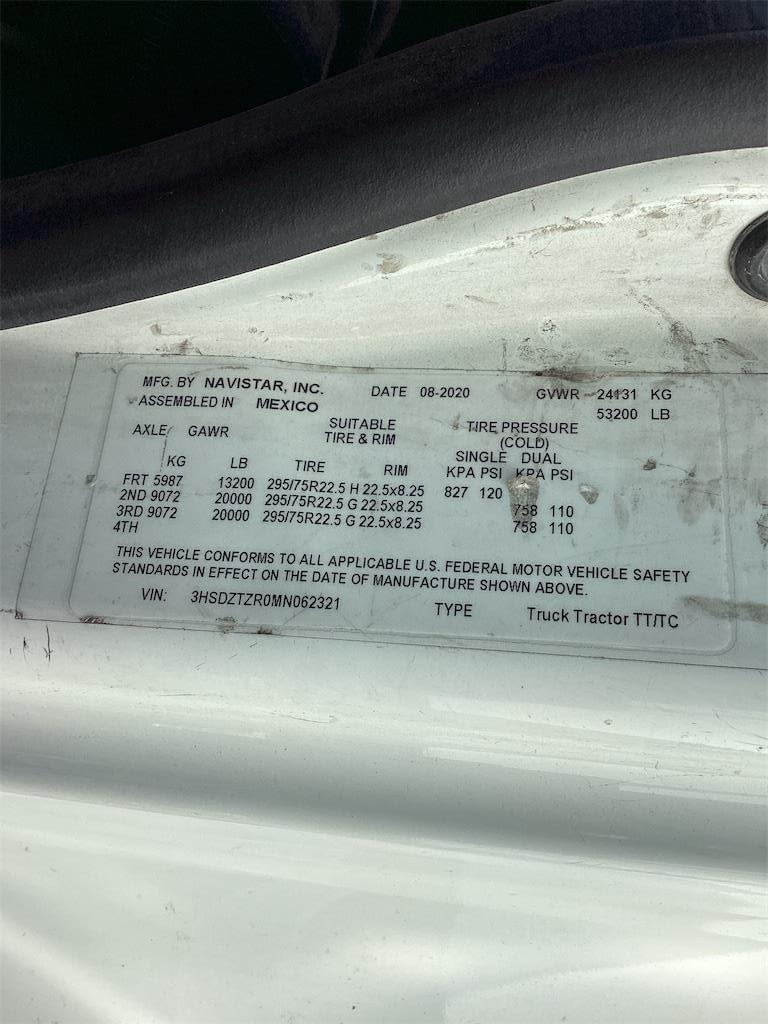 MFG. BY NAVISTAR, INC. DATE 08-2020 GVWR 24131 KG
ASSEMBLED IN MEXICO 53200 LB
AXLE GAWR SUITABLE TIRE & RIM TIRE PRESSURE (COLD)
SINGLE DUAL
KG LB TIRE RIM KPA PSI KPA PSI
FRT 5987 13200 295/75R22.5 H 22.5x8.25 827 120
2ND 9072 20000 295/75R22.5 G 22.5x8.25 758 110
3RD 9072 20000 295/75R22.5 G 22.5x8.25 758 110
4TH
THIS VEHICLE CONFORMS TO ALL APPLICABLE U.S. FEDERAL MOTOR VEHICLE SAFETY
STANDARDS IN EFFECT ON THE DATE OF MANUFACTURE SHOWN ABOVE.
VIN: 3HSDZTZR0MN062321 TYPE Truck Tractor TT/TC